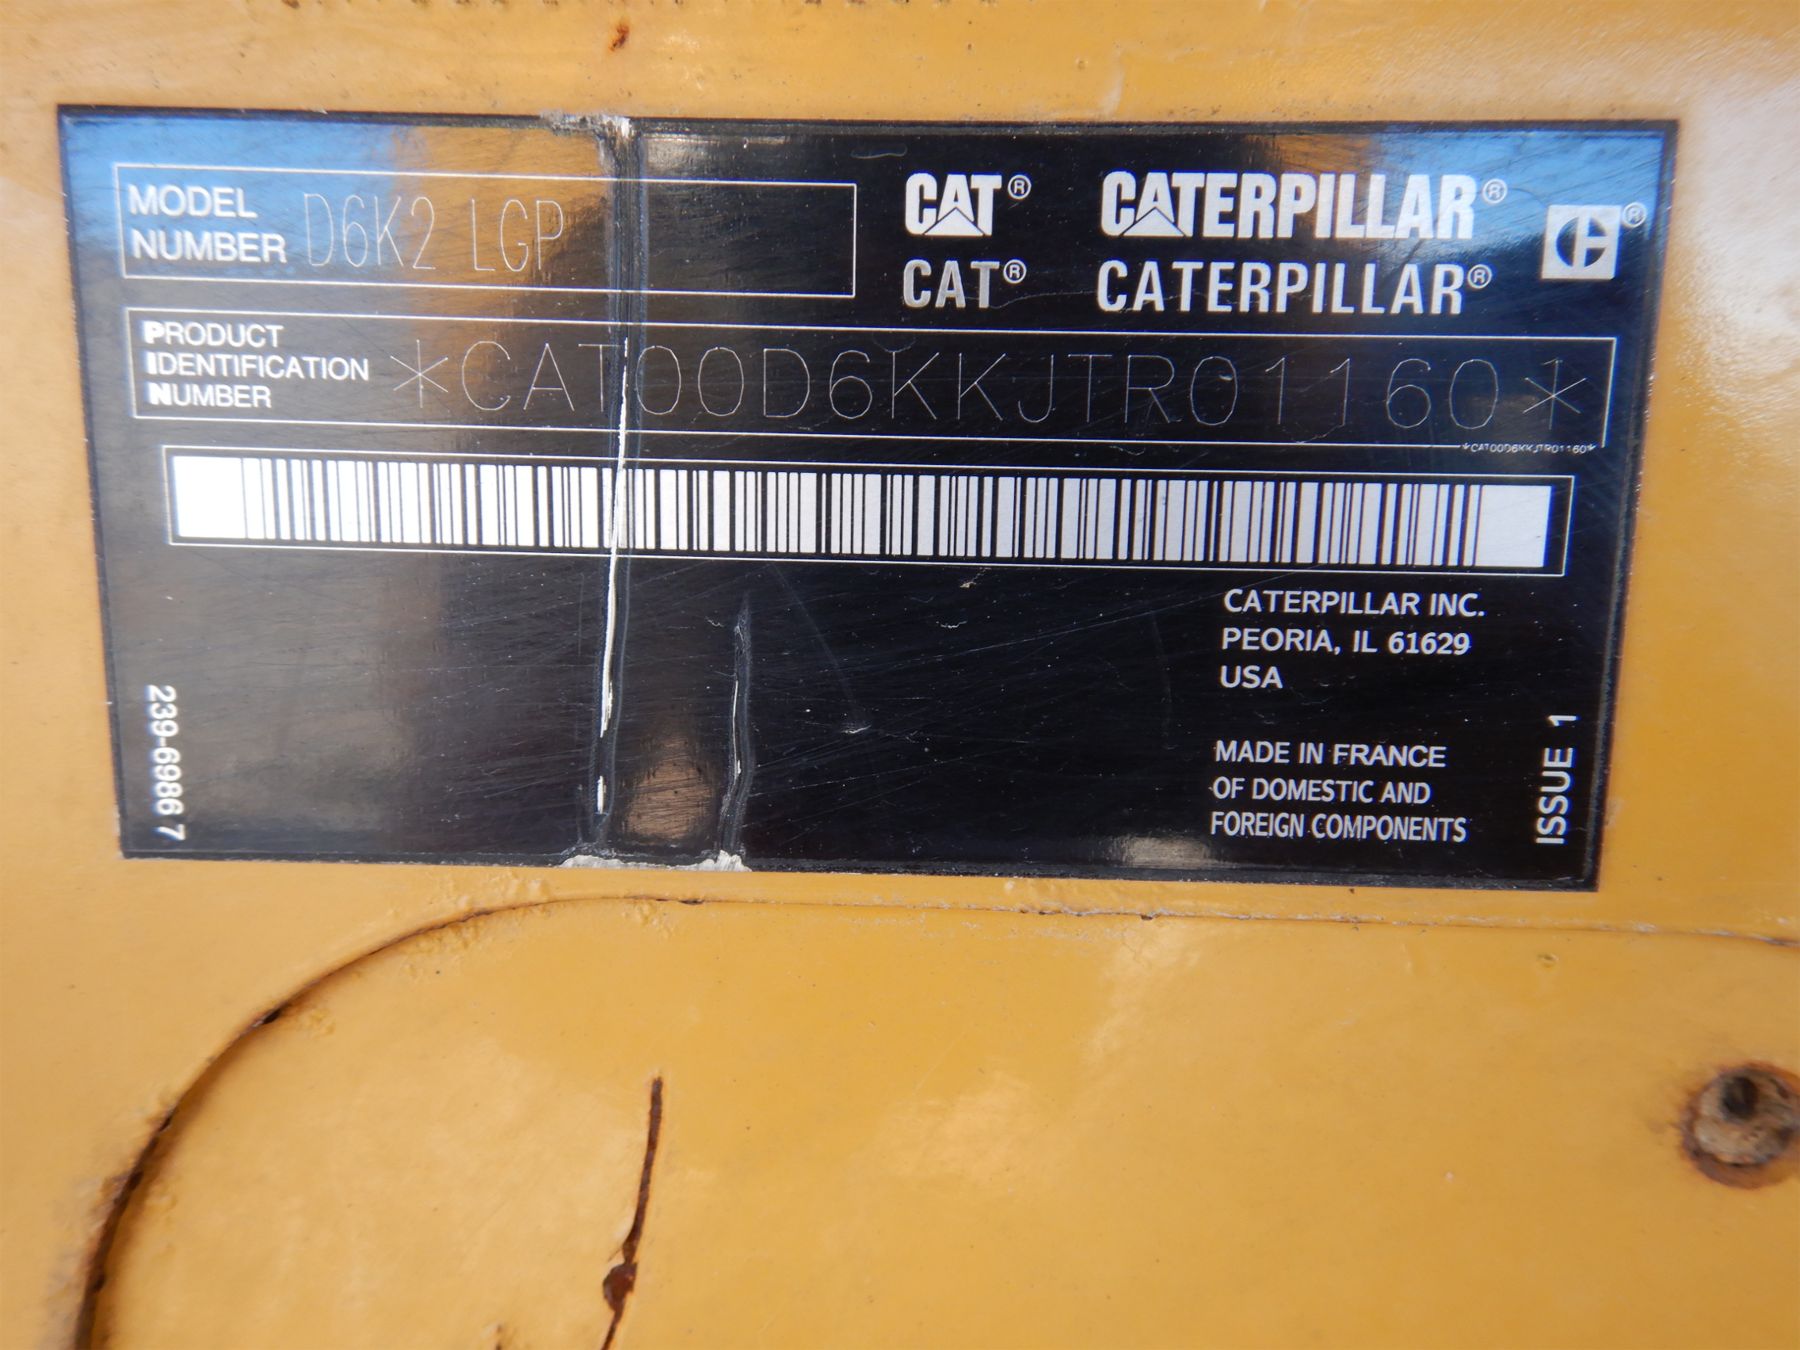 MODEL
NUMBER D6K2 LGP
CAT® CATERPILLAR® ®
CAT® CATERPILLAR®
PRODUCT
IDENTIFICATION
NUMBER
*CAT00D6KKJTR01160*
*CAT00D6KKJTR01160*
CATERPILLAR INC.
PEORIA, IL 61629
USA
MADE IN FRANCE
OF DOMESTIC AND
FOREIGN COMPONENTS
239-6986 7
ISSUE 1